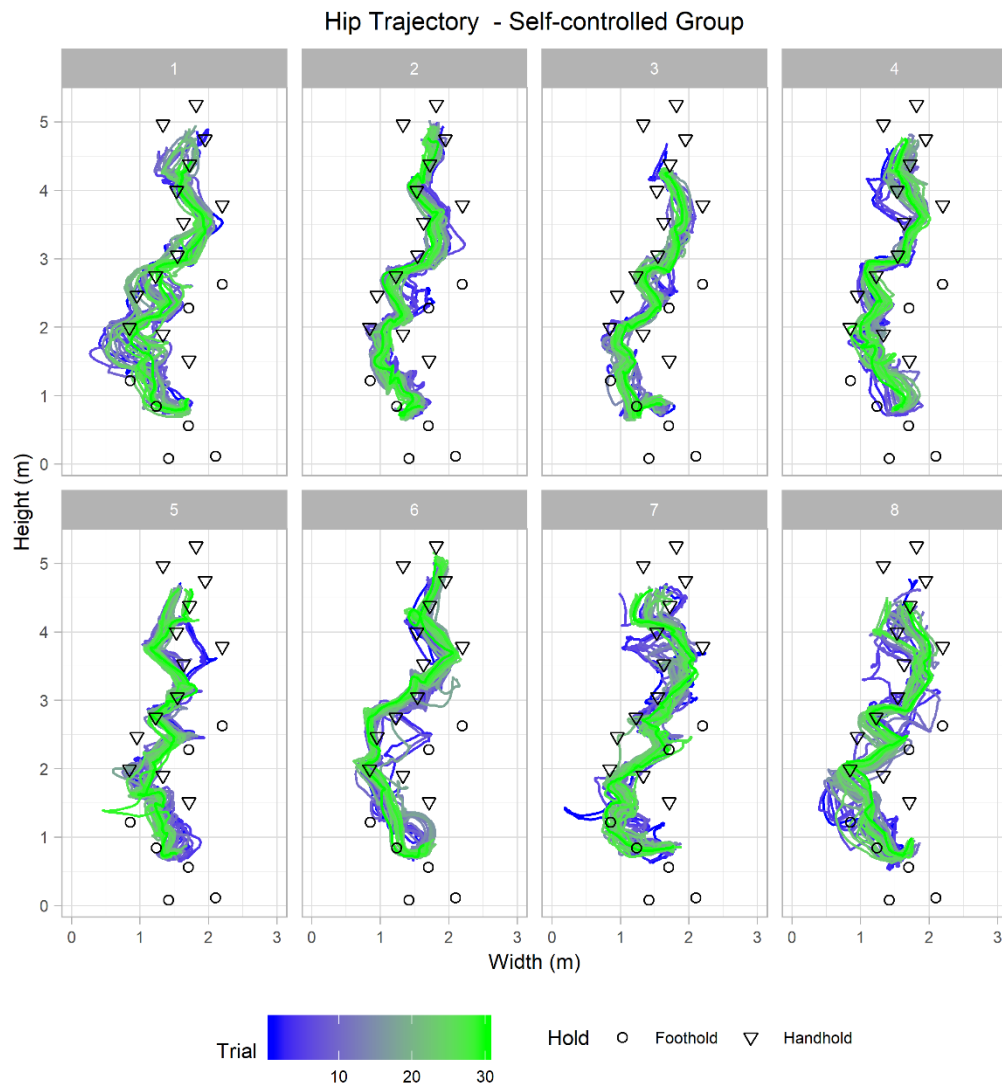 Hip Trajectory - Self-controlled Group
1 2 3 4
5
4
3
2
1
0
5 6 7 8
5
4
3
2
1
0
Height (m)
0 1 2 3 0 1 2 3 0 1 2 3 0 1 2 3
Width (m)
Trial
10 20 30
Hold Foothold Handhold